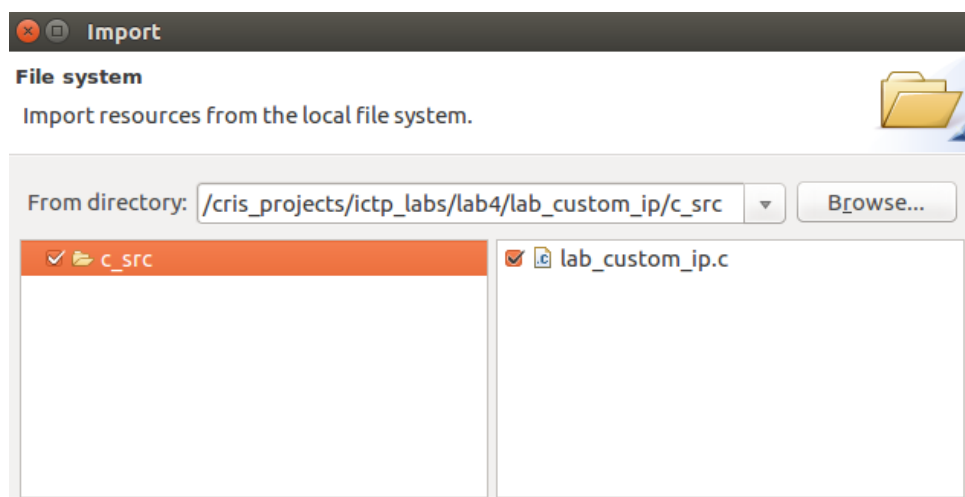 Import
File system
Import resources from the local file system.
From directory: /cris_projects/ictp_labs/lab4/lab_custom_ip/c_src Browse...
c_src lab_custom_ip.c